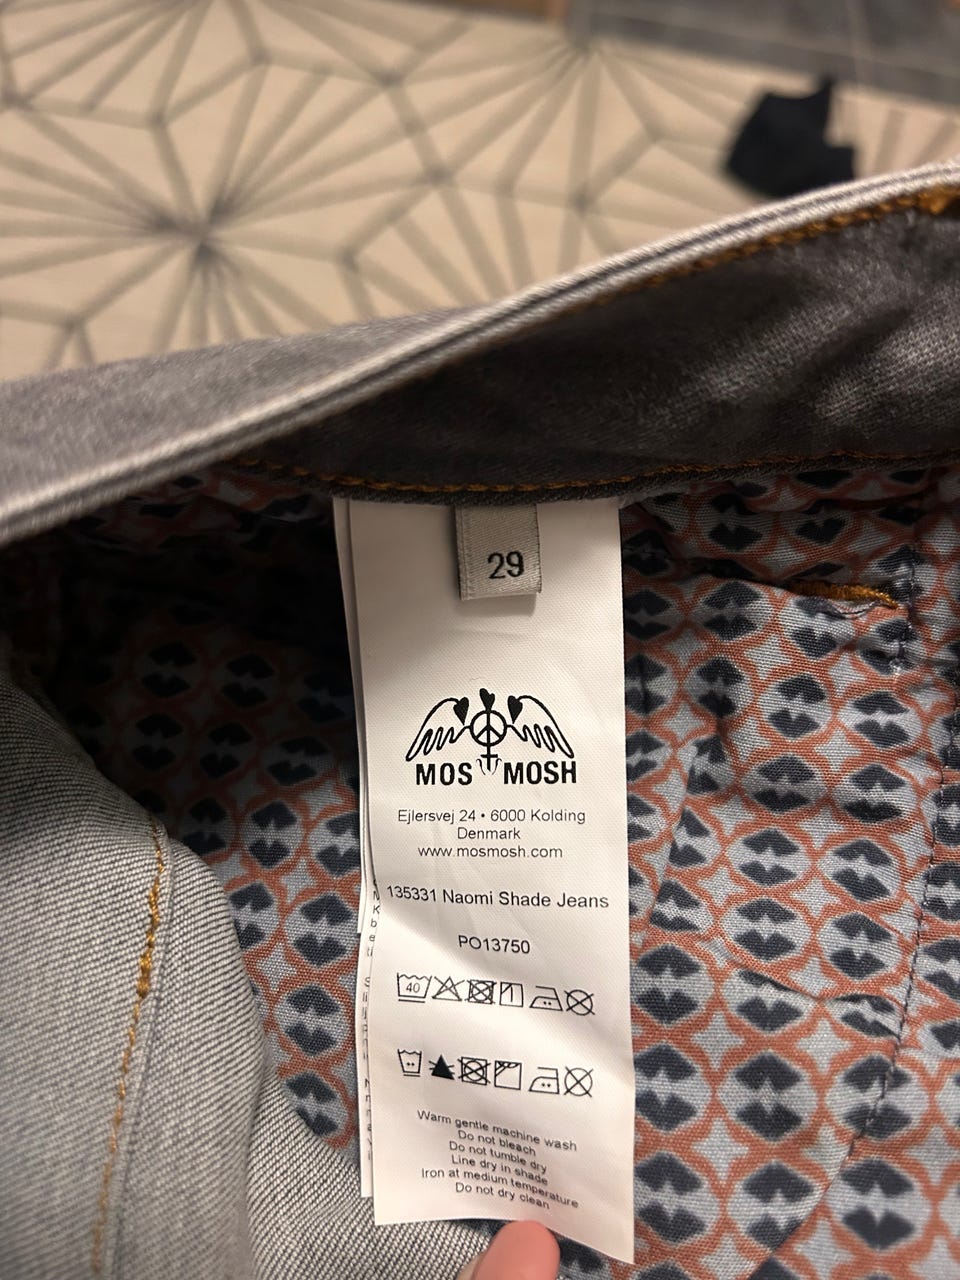 29
MOS MOSH
Ejlersvej 24 • 6000 Kolding
Denmark
www.mosmosh.com
135331 Naomi Shade Jeans
PO13750
40
Warm gentle machine wash
Do not bleach
Do not tumble dry
Line dry in shade
Iron at medium temperature
Do not dry clean